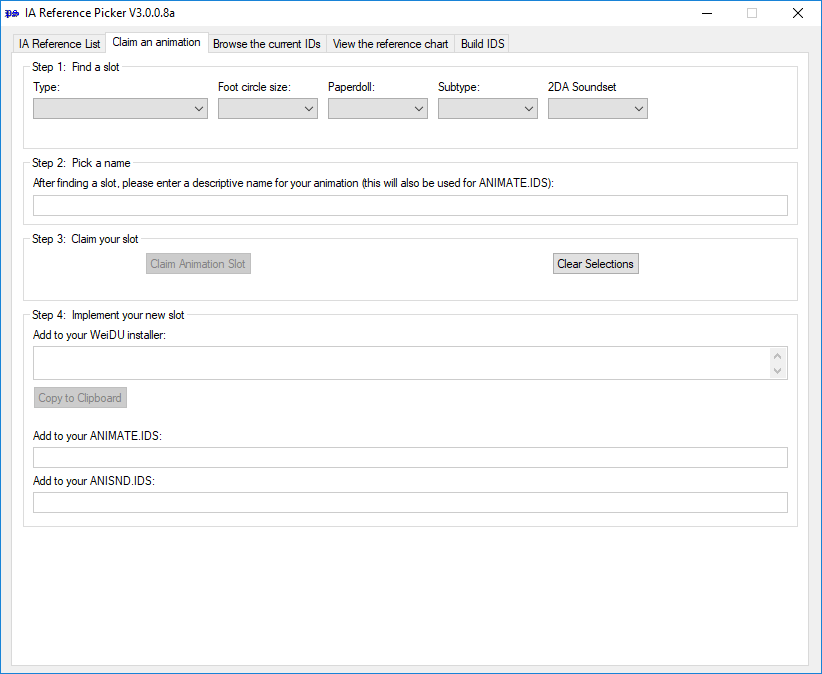 IA Reference Picker V3.0.0.8a
IA Reference List Claim an animation Browse the current IDs View the reference chart Build IDS
Step 1: Find a slot
Type: Foot circle size: Paperdoll: Subtype: 2DA Soundset
Step 2: Pick a name
After finding a slot, please enter a descriptive name for your animation (this will also be used for ANIMATE.IDS):
Step 3: Claim your slot
Claim Animation Slot Clear Selections
Step 4: Implement your new slot
Add to your WeiDU installer:
Copy to Clipboard
Add to your ANIMATE.IDS:
Add to your ANISND.IDS: